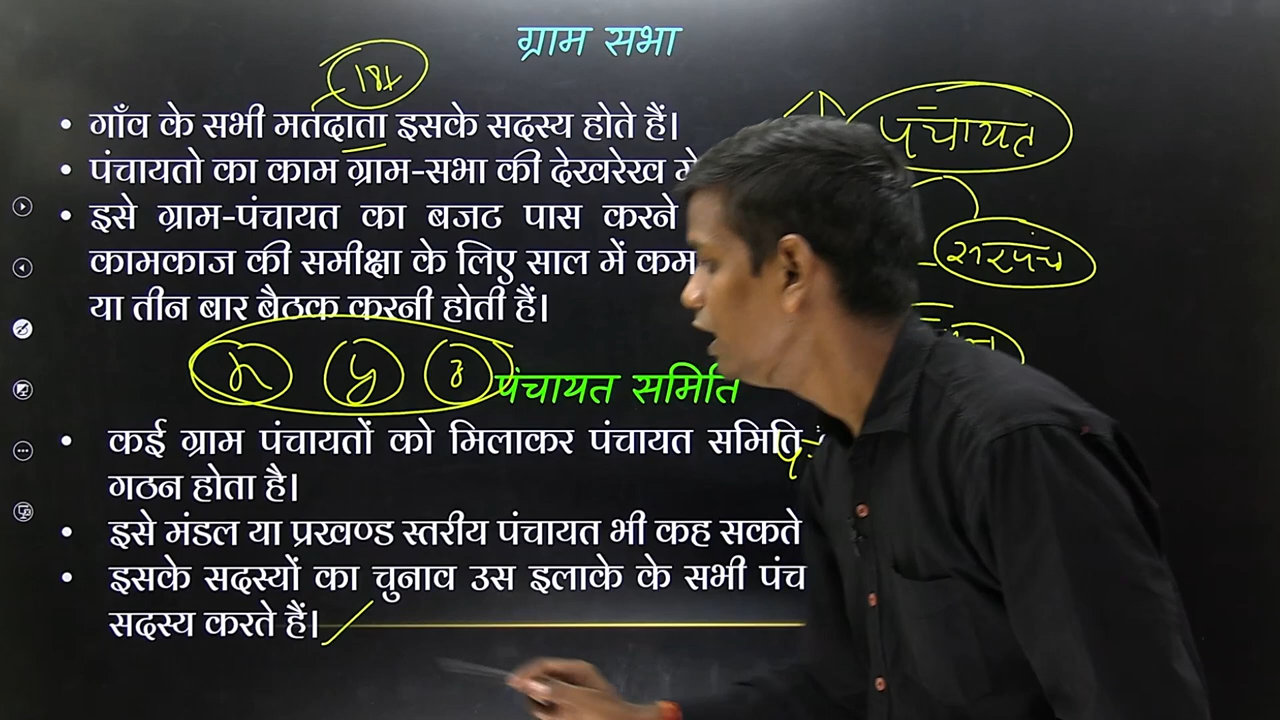 ग्राम सभा
18+
• गाँव के सभी मतदाता इसके सदस्य होते हैं।
पंचायत
• पंचायतो का काम ग्राम-सभा की देखरेख में
• इसे ग्राम-पंचायत का बजट पास करने
सरपंच
कामकाज की समीक्षा के लिए साल में कम
या तीन बार बैठक करनी होती हैं।
x y z
पंचायत समिति
• कई ग्राम पंचायतों को मिलाकर पंचायत समिति
गठन होता है।
• इसे मंडल या प्रखण्ड स्तरीय पंचायत भी कह सकते
• इसके सदस्यों का चुनाव उस इलाके के सभी पंच
सदस्य करते हैं।